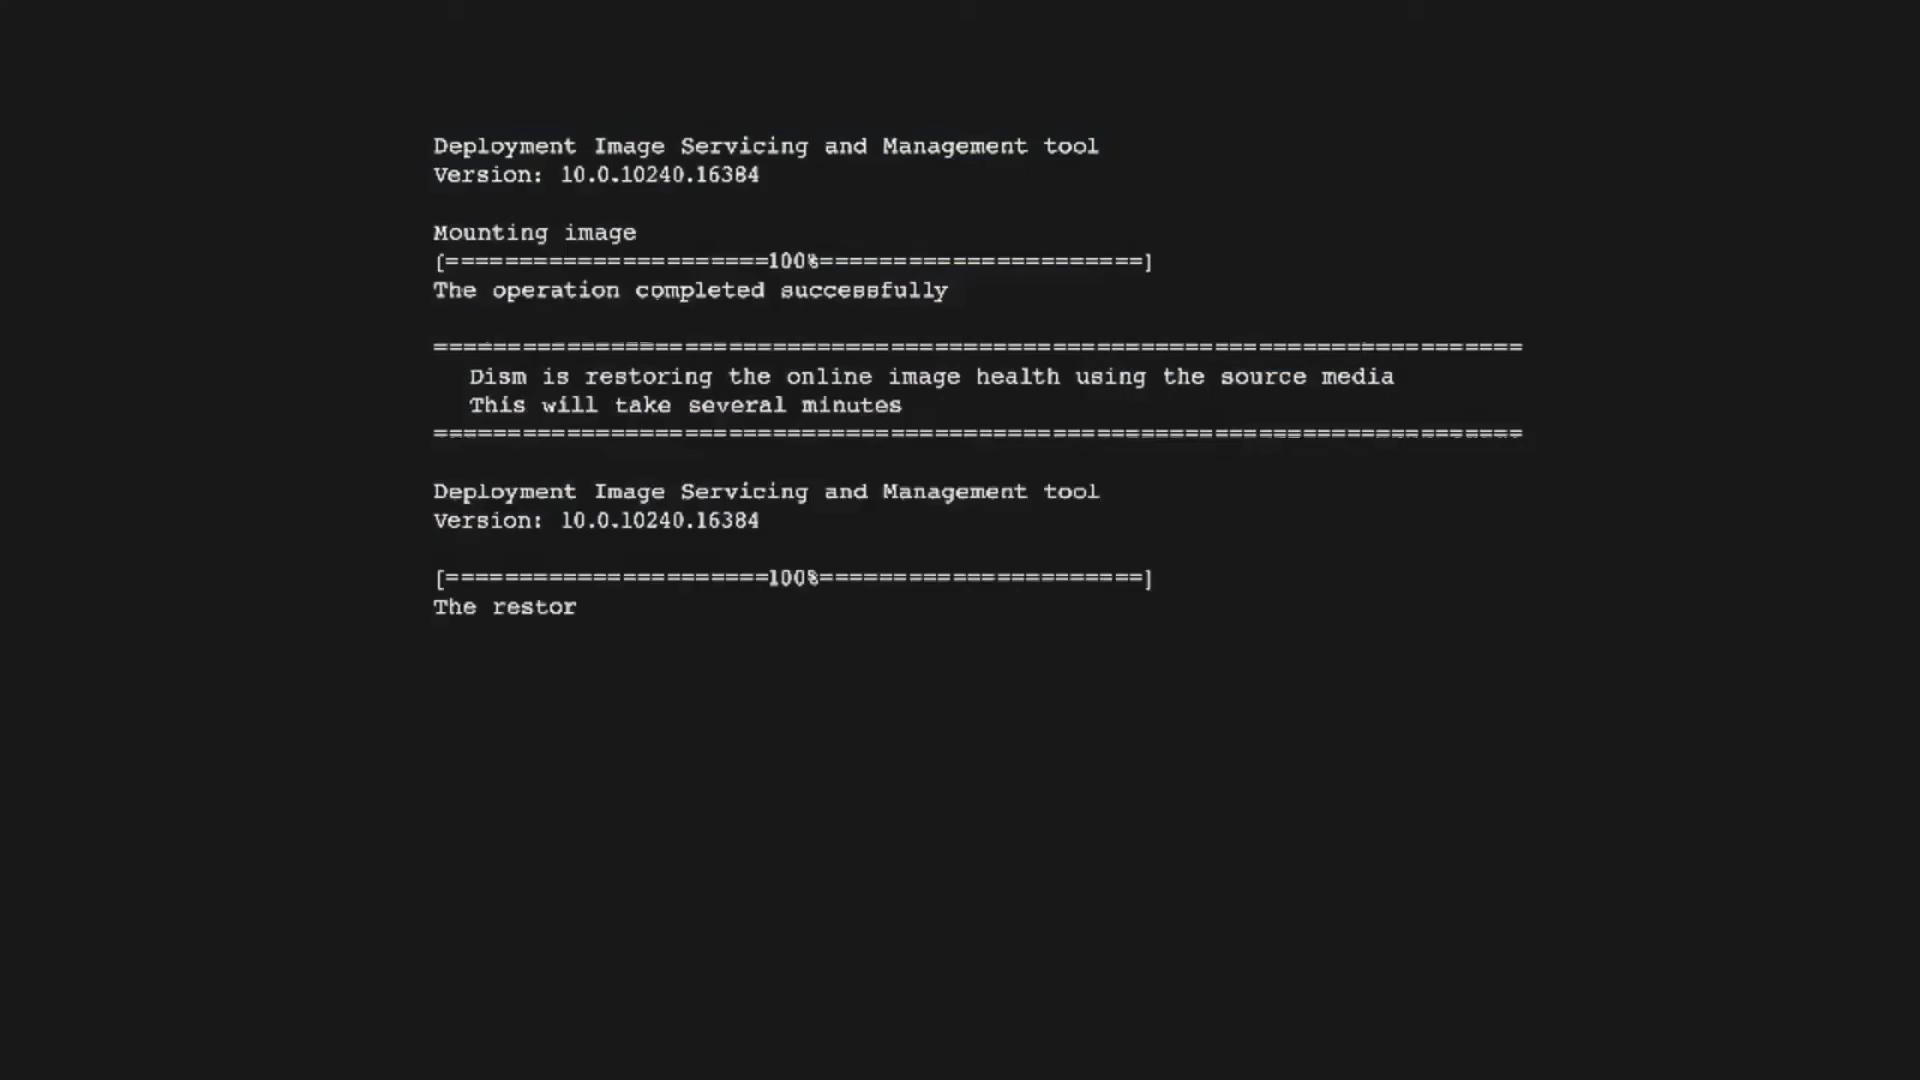 Deployment Image Servicing and Management tool
Version: 10.0.10240.16384
Mounting image
[======================100%======================]
The operation completed successfully
==========================================================================
Dism is restoring the online image health using the source media
This will take several minutes
==========================================================================
Deployment Image Servicing and Management tool
Version: 10.0.10240.16384
[======================100%======================]
The restor